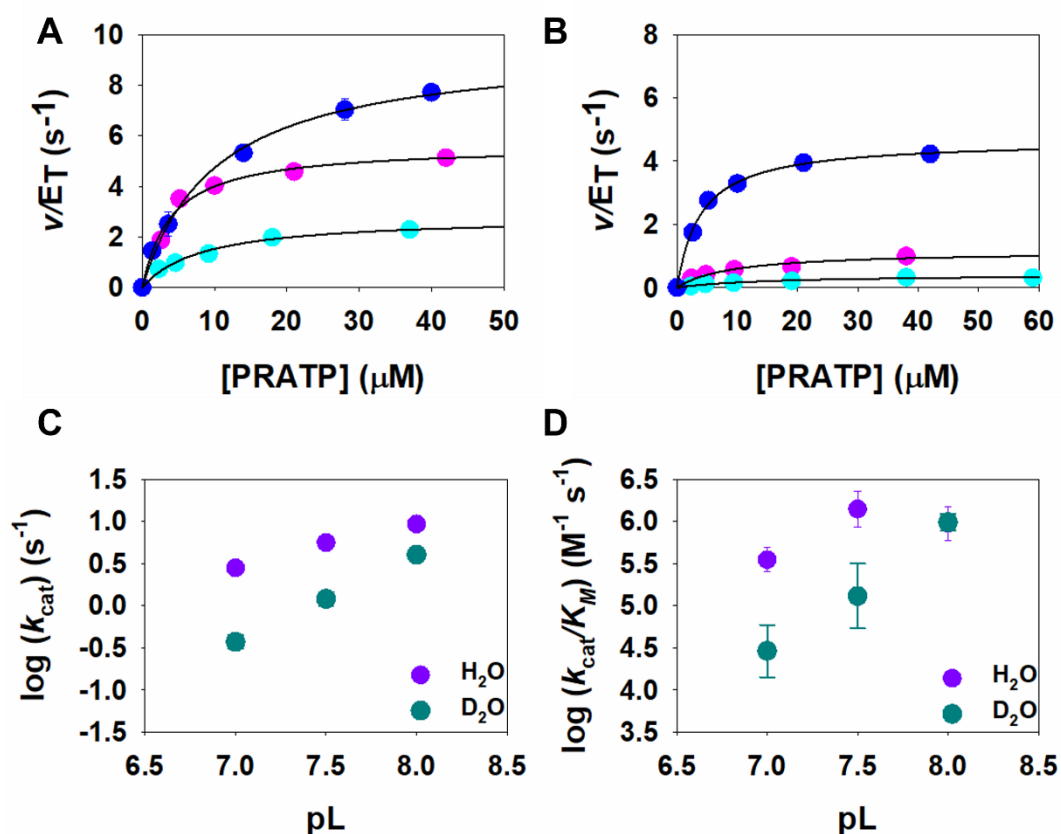 A
B
v/ET (s-1)
10
8
6
4
2
0
0 10 20 30 40 50
[PRATP] (μM)
v/ET (s-1)
8
6
4
2
0
0 10 20 30 40 50 60
[PRATP] (μM)
C
D
log (kcat) (s-1)
1.5
1.0
0.5
0.0
-0.5
-1.0
-1.5
H2O
D2O
6.5 7.0 7.5 8.0 8.5
pL
log (kcat/KM) (M-1 s-1)
6.5
6.0
5.5
5.0
4.5
4.0
3.5
H2O
D2O
6.5 7.0 7.5 8.0 8.5
pL